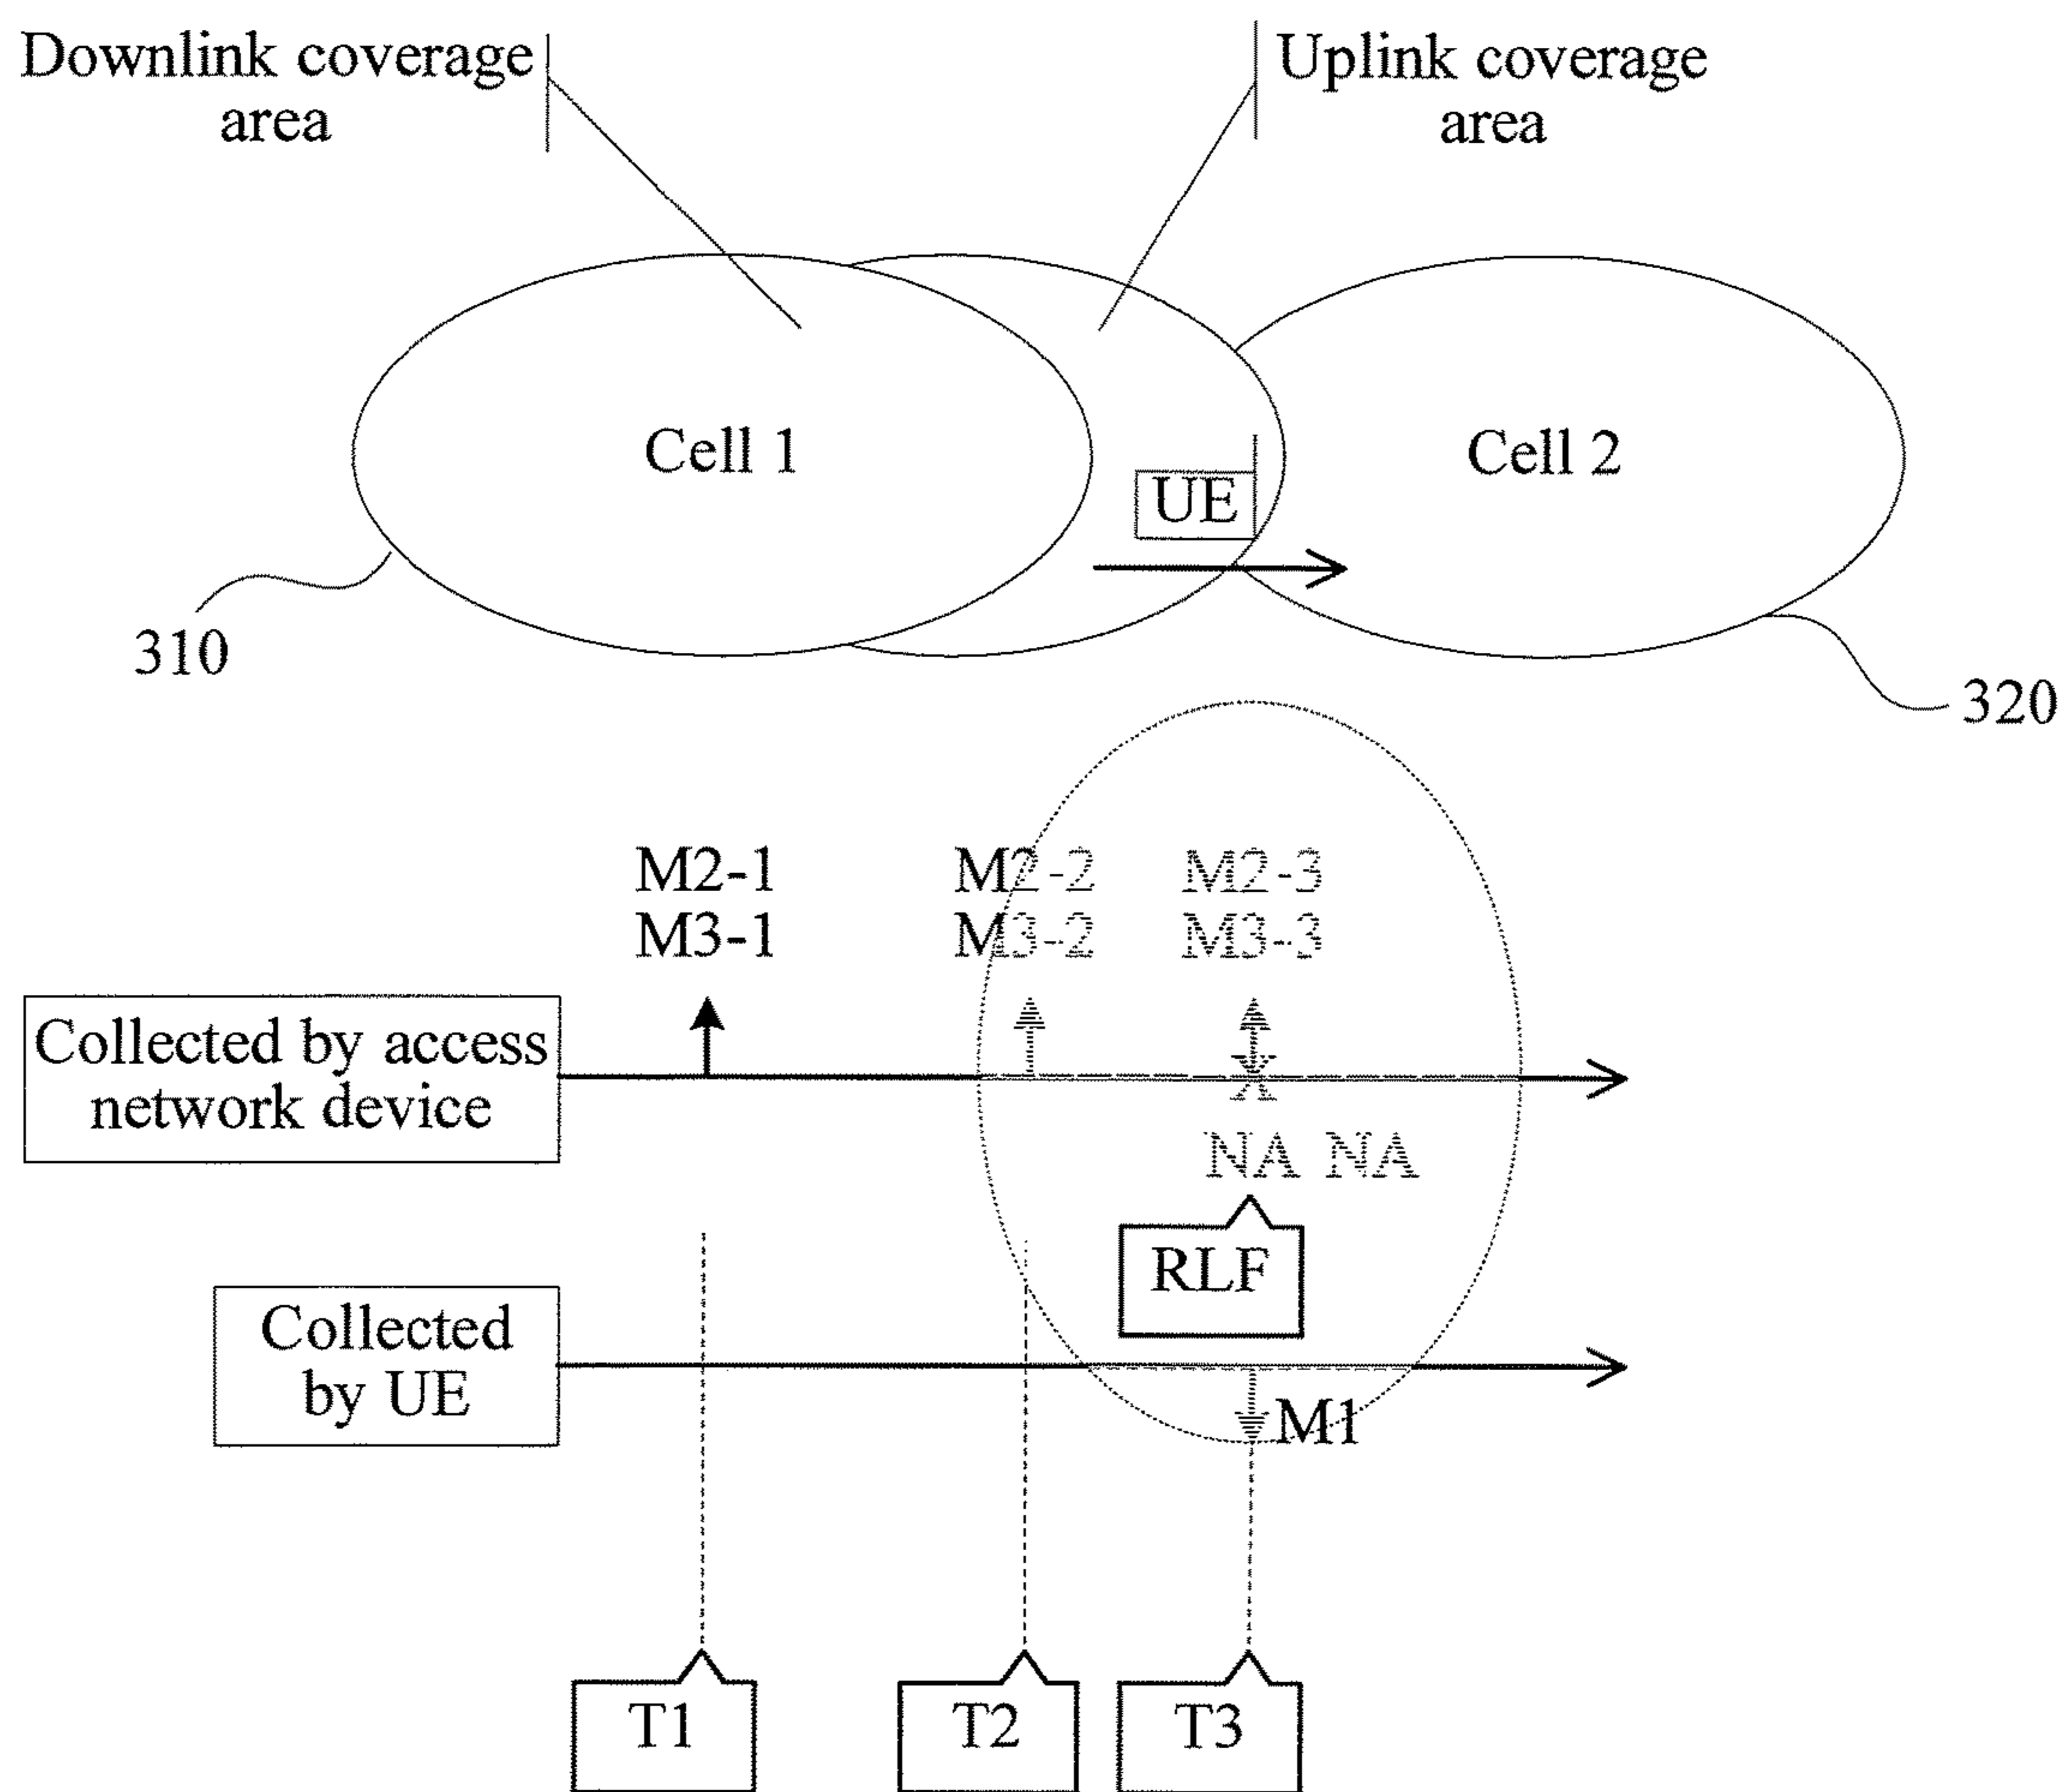 Downlink coverage
area
Uplink coverage
area
Cell 1
Cell 2
UE
310
320
M2-1
M3-1
M2-2
M3-2
M2-3
M3-3
Collected by access
network device
NA NA
RLF
Collected
by UE
M1
T1
T2
T3